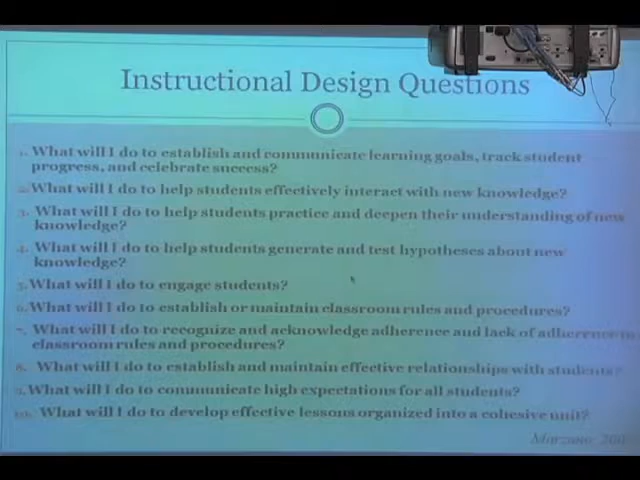 Instructional Design Questions
1. What will I do to establish and communicate learning goals, track student
progress, and celebrate success?
2. What will I do to help students effectively interact with new knowledge?
3. What will I do to help students practice and deepen their understanding of new
knowledge?
4. What will I do to help students generate and test hypotheses about new
knowledge?
5. What will I do to engage students?
6. What will I do to establish or maintain classroom rules and procedures?
7. What will I do to recognize and acknowledge adherence and lack of adherence to
classroom rules and procedures?
8. What will I do to establish and maintain effective relationships with students?
9. What will I do to communicate high expectations for all students?
10. What will I do to develop effective lessons organized into a cohesive unit?
Marzano,